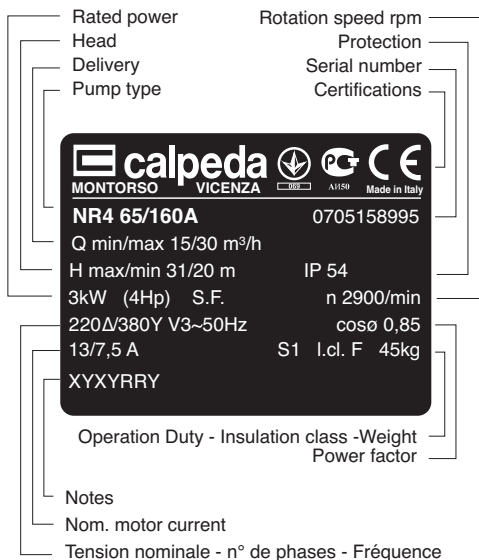 Rated power Rotation speed rpm
Head Protection
Delivery Serial number
Pump type Certifications
calpeda
MONTORSO VICENZA 069 АИ50 Made in Italy
NR4 65/160A 0705158995
Q min/max 15/30 m³/h
H max/min 31/20 m IP 54
3kW (4Hp) S.F. n 2900/min
220Δ/380Y V3~50Hz cosø 0,85
13/7,5 A S1 I.cl. F 45kg
XYXYRRY
Operation Duty - Insulation class -Weight
Power factor
Notes
Nom. motor current
Tension nominale - n° de phases - Fréquence